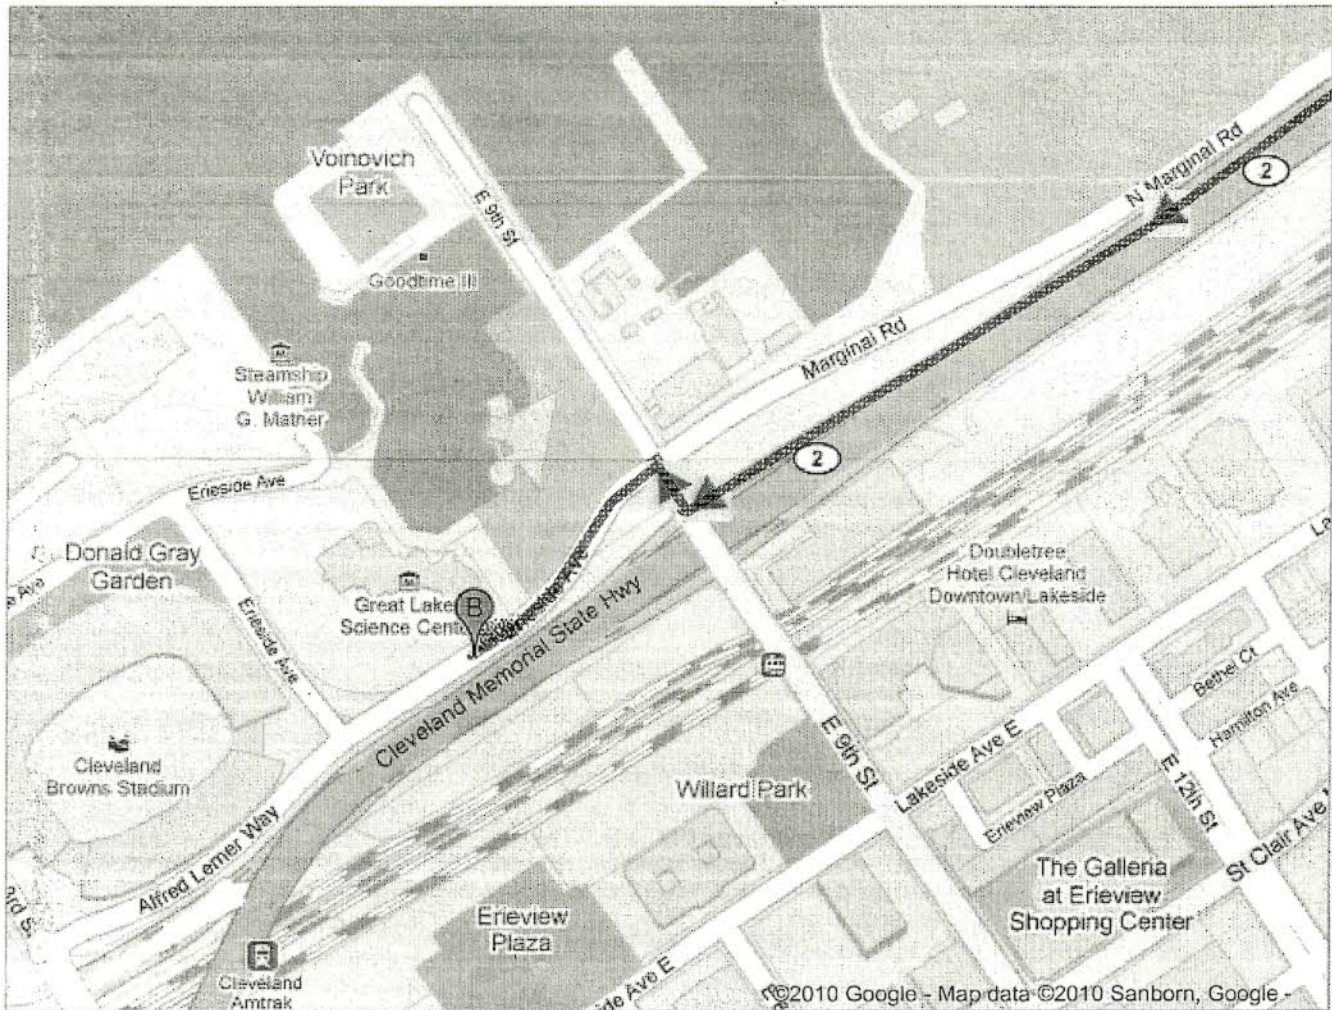 Voinovich
Park
E 9th St
Goodtime III
N Marginal Rd
2
Marginal Rd
Steamship
William
G. Mather
2
Erieside Ave
Donald Gray
Garden
Great Lake
Science Cent
B
Erieside Ave
Cleveland Memorial State Hwy
Doubletree
Hotel Cleveland
Downtown/Lakeside
Bethel Ct
Hamilton Ave
Cleveland
Browns Stadium
Willard Park
E 9th St
Lakeside Ave E
Erieview Plaza
E 12th St
St Clair Ave
Alfred Lerner Way
The Galleria
at Erieview
Shopping Center
Erieview
Plaza
Cleveland
Amtrak
side Ave E
©2010 Google - Map data ©2010 Sanborn, Google -